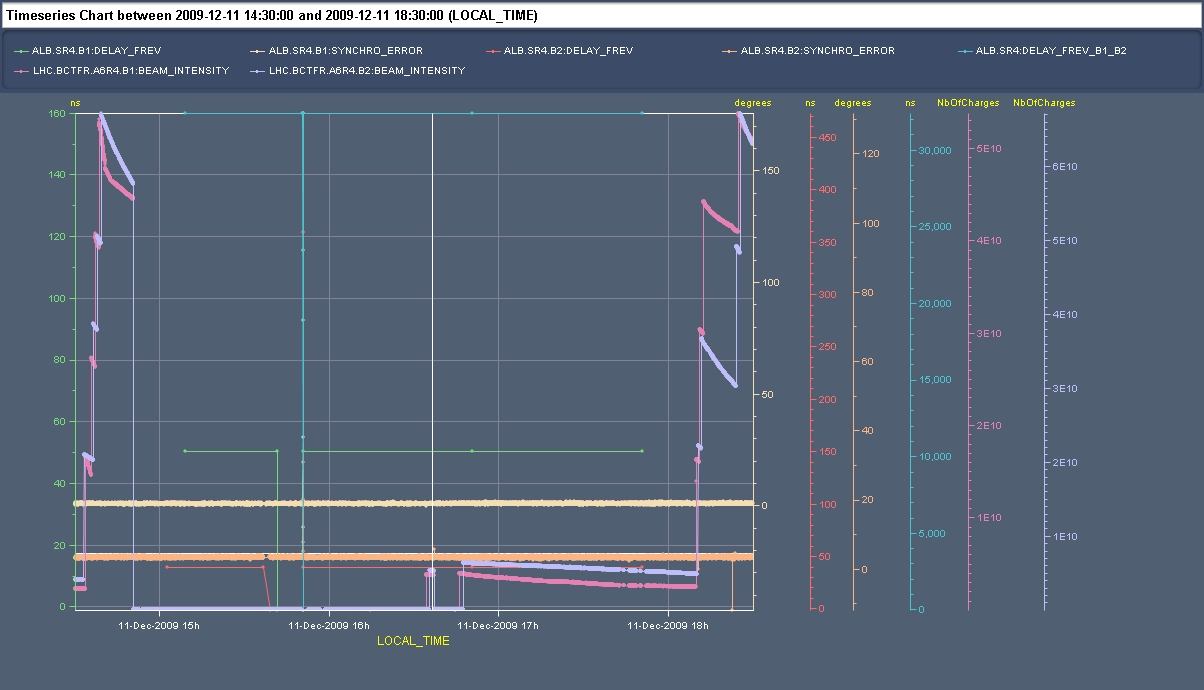 Timeseries Chart between 2009-12-11 14:30:00 and 2009-12-11 18:30:00 (LOCAL_TIME)
ALB.SR4.B1:DELAY_FREV ALB.SR4.B1:SYNCHRO_ERROR ALB.SR4.B2:DELAY_FREV ALB.SR4.B2:SYNCHRO_ERROR ALB.SR4:DELAY_FREV_B1_B2
LHC.BCTFR.A6R4.B1:BEAM_INTENSITY LHC.BCTFR.A6R4.B2:BEAM_INTENSITY
ns degrees ns degrees ns NbOfCharges NbOfCharges
160
450
30,000 5E10
120
150 140 6E10
400
100 25,000
120 350 4E10 5E10
100 80 20,000
100 300
4E10
3E10
80 250 60 15,000
3E10
50 60 200
40 20,000 2E10
150 10,000 2E10
40
0 100 20 1E10
5,000 1E10
20
50 0
0 0 0
11-Dec-2009 15h 11-Dec-2009 16h 11-Dec-2009 17h 11-Dec-2009 18h
LOCAL_TIME